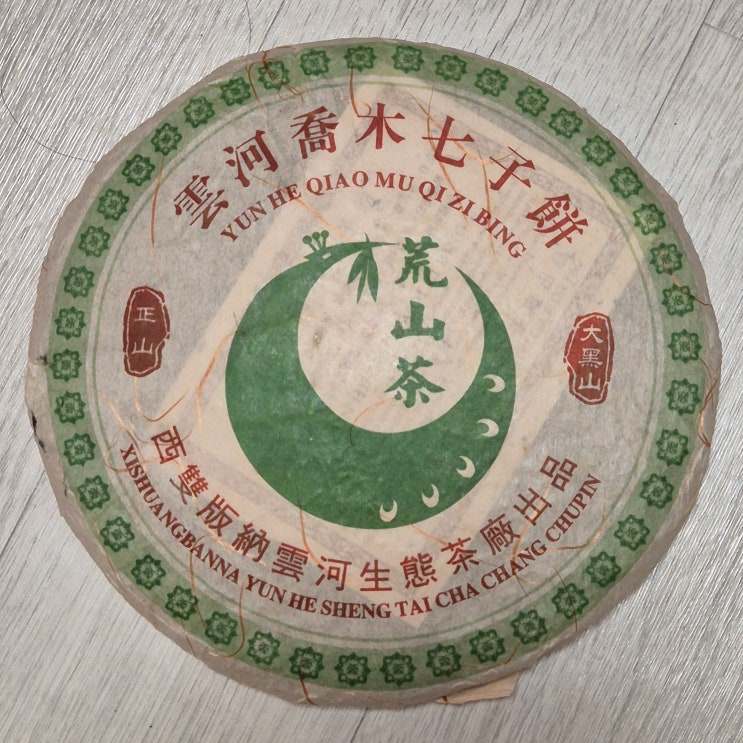 雲河喬木七子餅
YUN HE QIAO MU QI ZI BING
荒山茶
正山
大黑山
西雙版納雲河生態茶廠出品
XISHUANGBANNA YUN HE SHENG TAI CHA CHANG CHUPIN